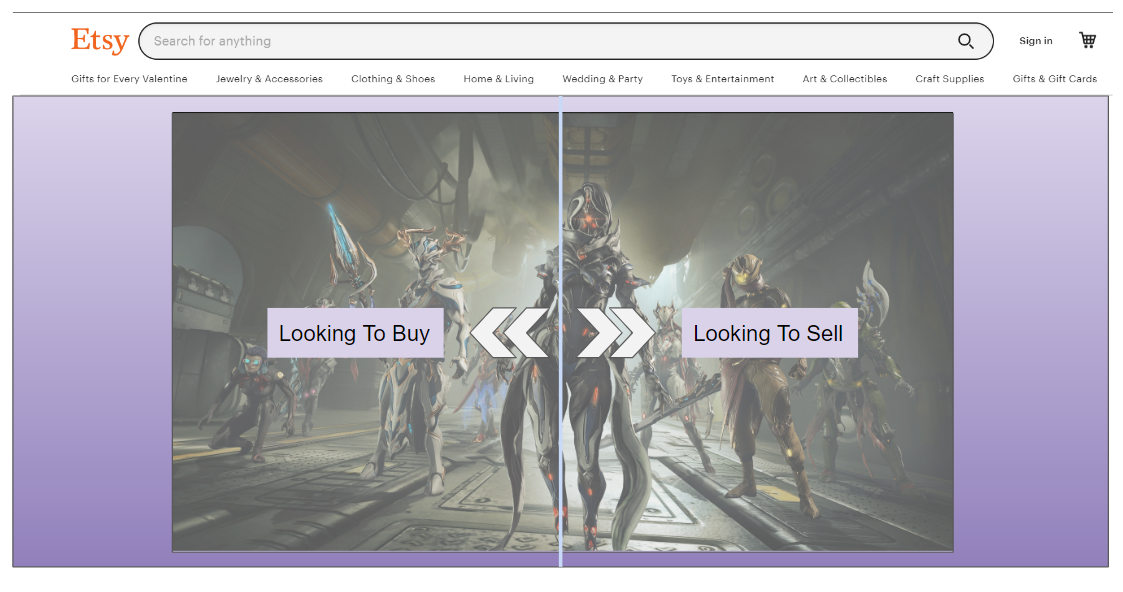 Etsy
Search for anything
Sign in
Gifts for Every Valentine Jewelry & Accessories Clothing & Shoes Home & Living Wedding & Party Toys & Entertainment Art & Collectibles Craft Supplies Gifts & Gift Cards
Looking To Buy Looking To Sell